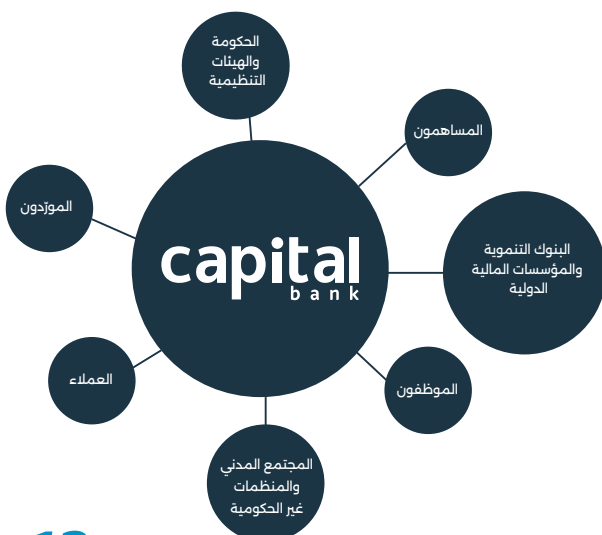 الحكومة
والهيئات
التنظيمية
المساهمون
البنوك التنموية
والمؤسسات المالية
الدولية
الموظفون
المجتمع المدني
والمنظمات
غير الحكومية
العملاء
المورّدون
capital
bank